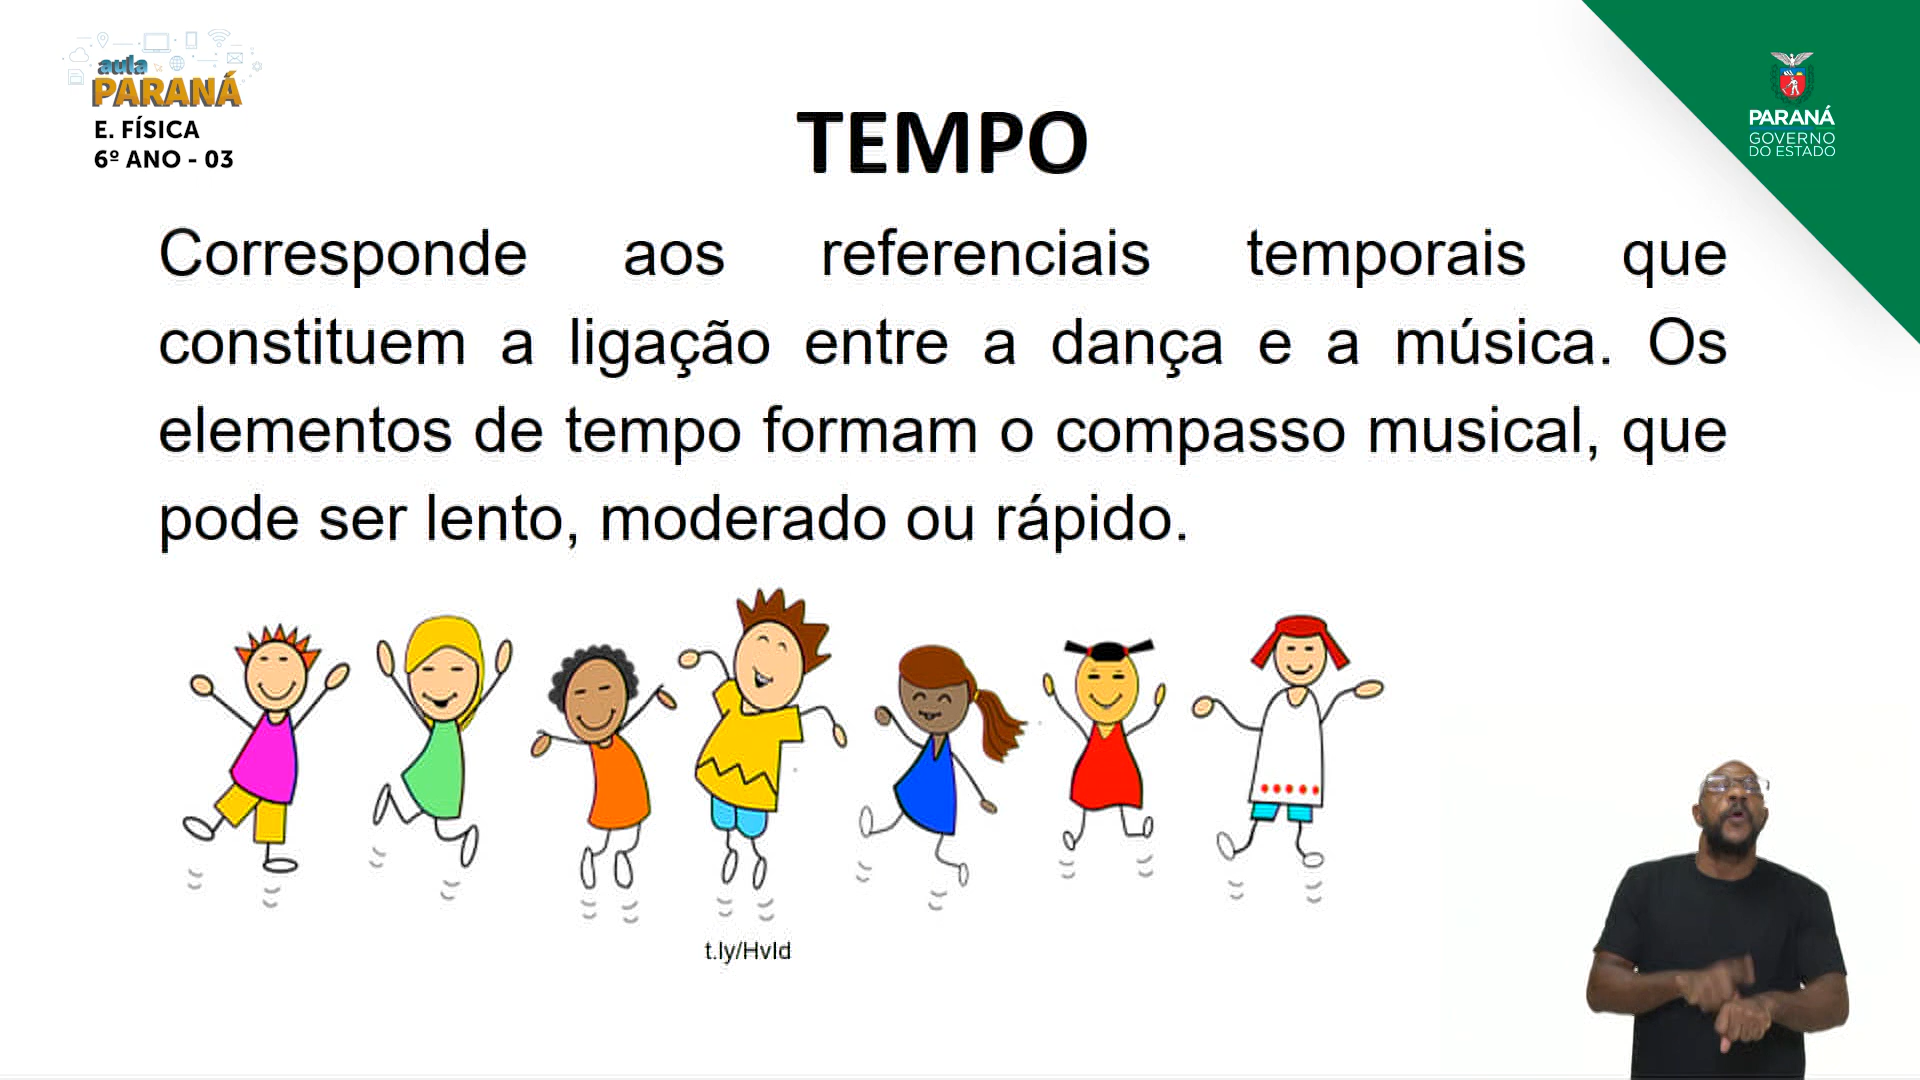 aula
PARANÁ
E. FÍSICA
6º ANO - 03
PARANÁ
GOVERNO
DO ESTADO
TEMPO
Corresponde aos referenciais temporais que
constituem a ligação entre a dança e a música. Os
elementos de tempo formam o compasso musical, que
pode ser lento, moderado ou rápido.
t.ly/HvId